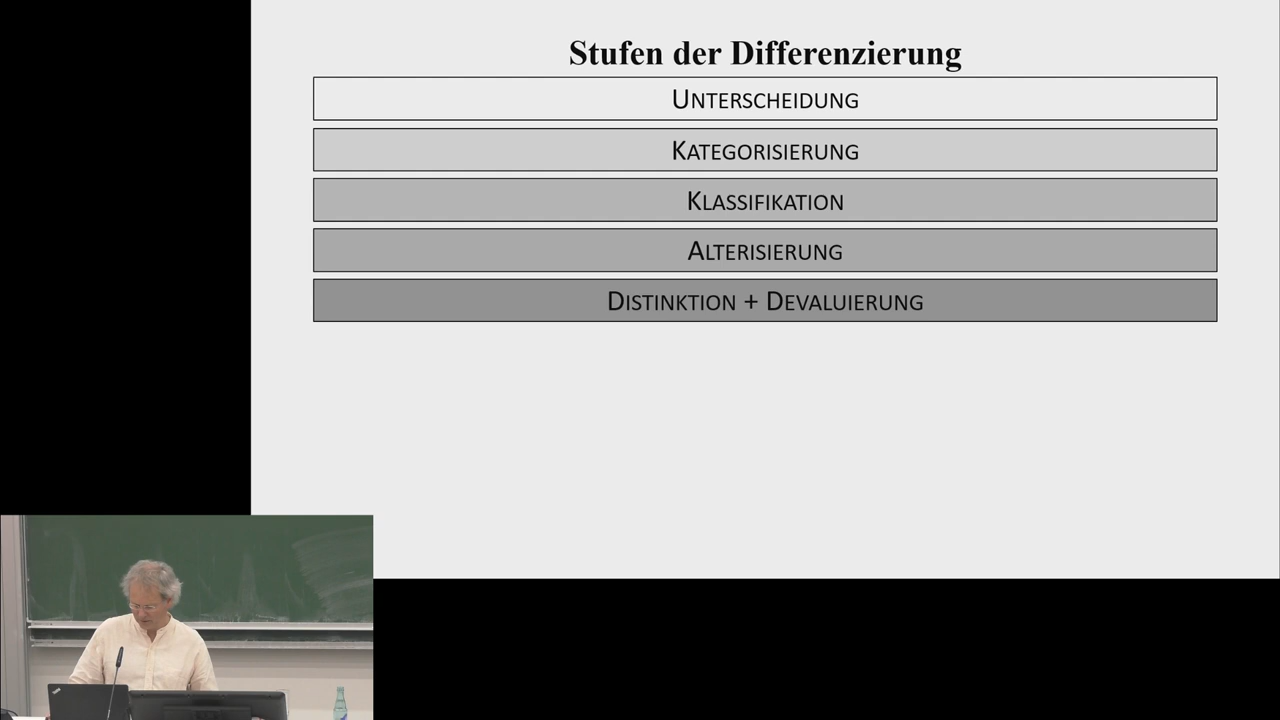 Stufen der Differenzierung
UNTERSCHEIDUNG
KATEGORISIERUNG
KLASSIFIKATION
ALTERISIERUNG
DISTINKTION + DEVALUIERUNG